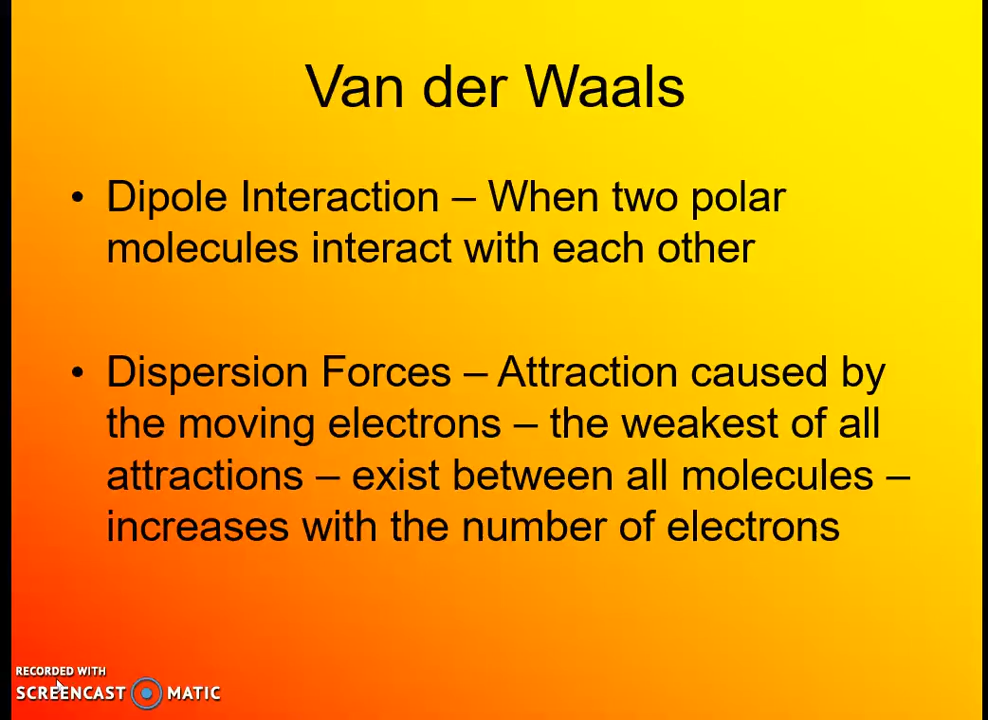 Van der Waals
• Dipole Interaction – When two polar
molecules interact with each other
• Dispersion Forces – Attraction caused by
the moving electrons – the weakest of all
attractions – exist between all molecules –
increases with the number of electrons
RECORDED WITH
SCREENCAST MATIC